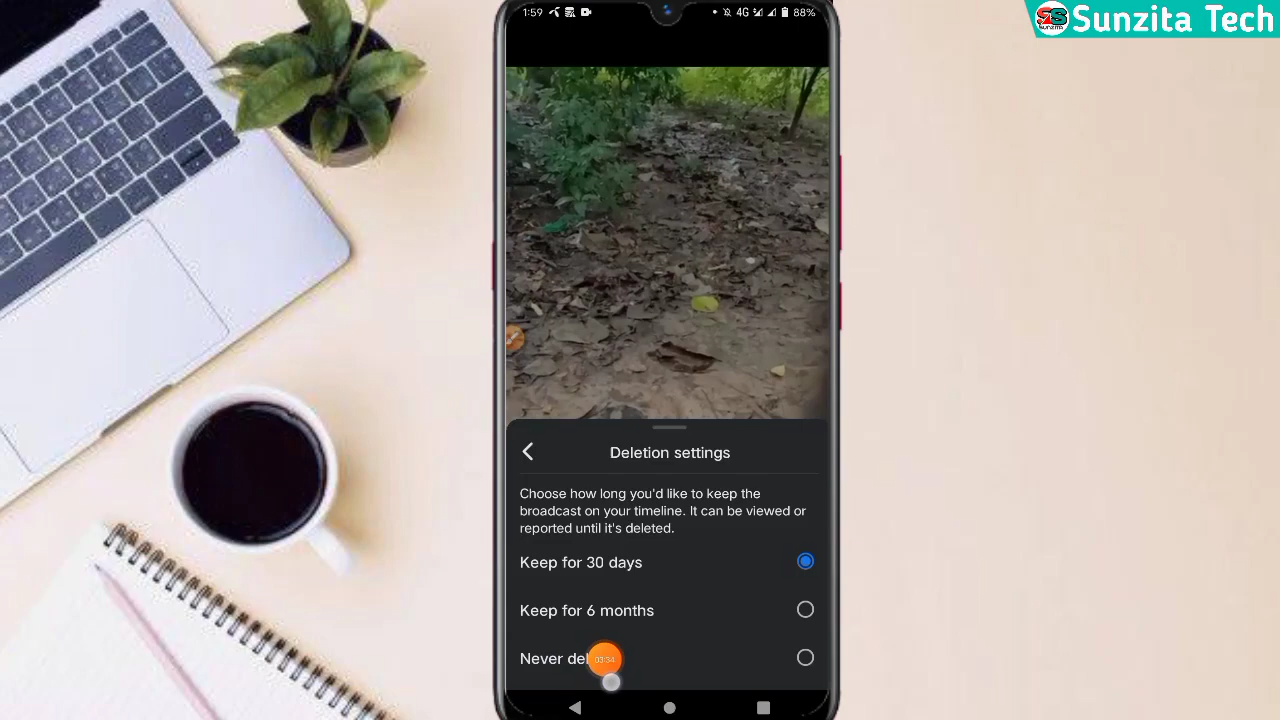 1:59
4G
88%
Sunzita Tech
Deletion settings
Choose how long you'd like to keep the
broadcast on your timeline. It can be viewed or
reported until it's deleted.
Keep for 30 days
Keep for 6 months
Never del
03:34